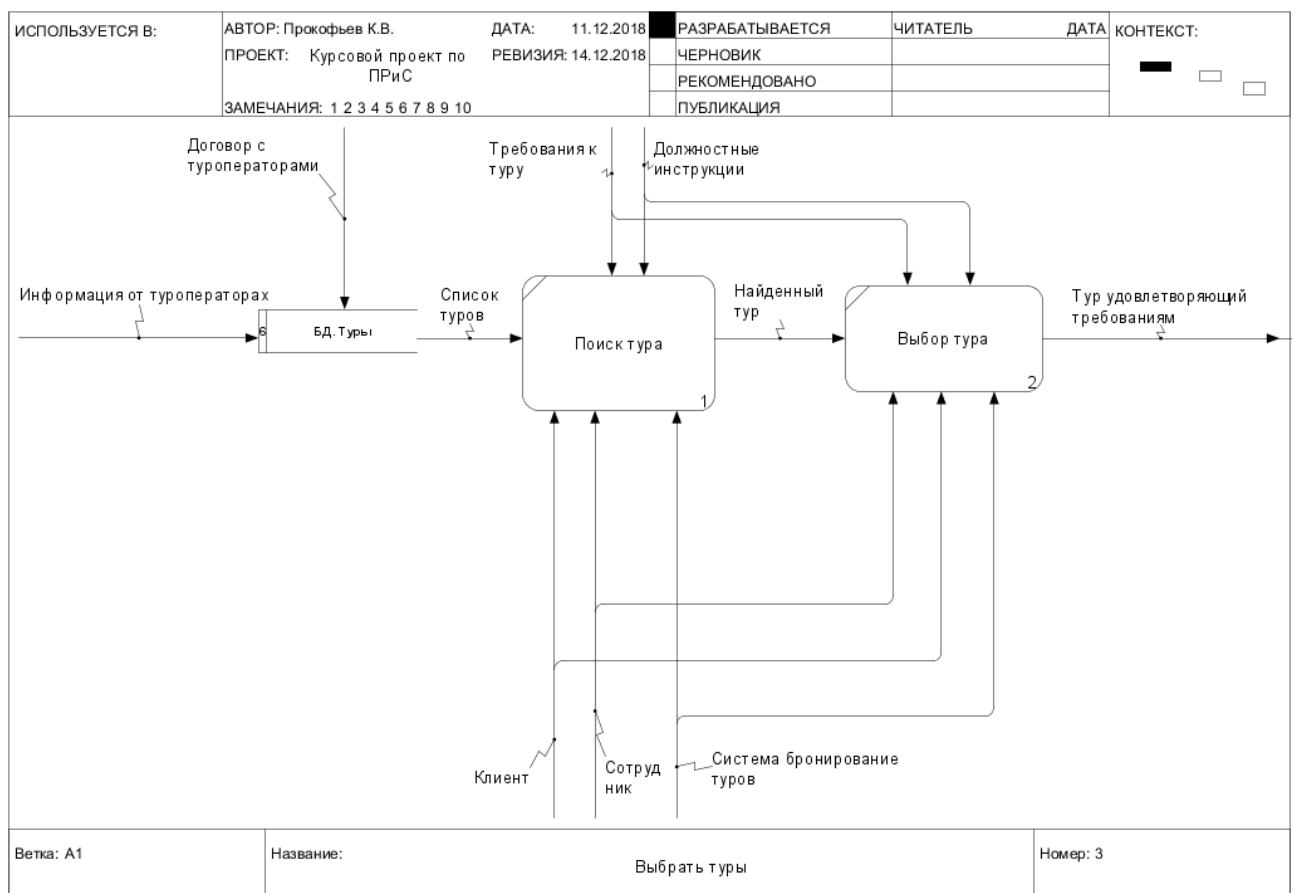 ИСПОЛЬЗУЕТСЯ В:
АВТОР: Прокофьев К.В.
ДАТА: 11.12.2018
ПРОЕКТ: Курсовой проект по
ПРиС
РЕВИЗИЯ: 14.12.2018
ЗАМЕЧАНИЯ: 1 2 3 4 5 6 7 8 9 10
РАЗРАБАТЫВАЕТСЯ
ЧЕРНОВИК
РЕКОМЕНДОВАНО
ПУБЛИКАЦИЯ
ЧИТАТЕЛЬ
ДАТА
КОНТЕКСТ:
Договор с
туроператорами
Требования к
туру
Должностные
инструкции
Информация от туроператорах
6
БД. Туры
Список
туров
Поиск тура
1
Найденный
тур
Выбор тура
2
Тур удовлетворяющий
требованиям
Клиент
Сотруд
ник
Система бронирование
туров
Ветка: A1
Название:
Выбрать туры
Номер: 3